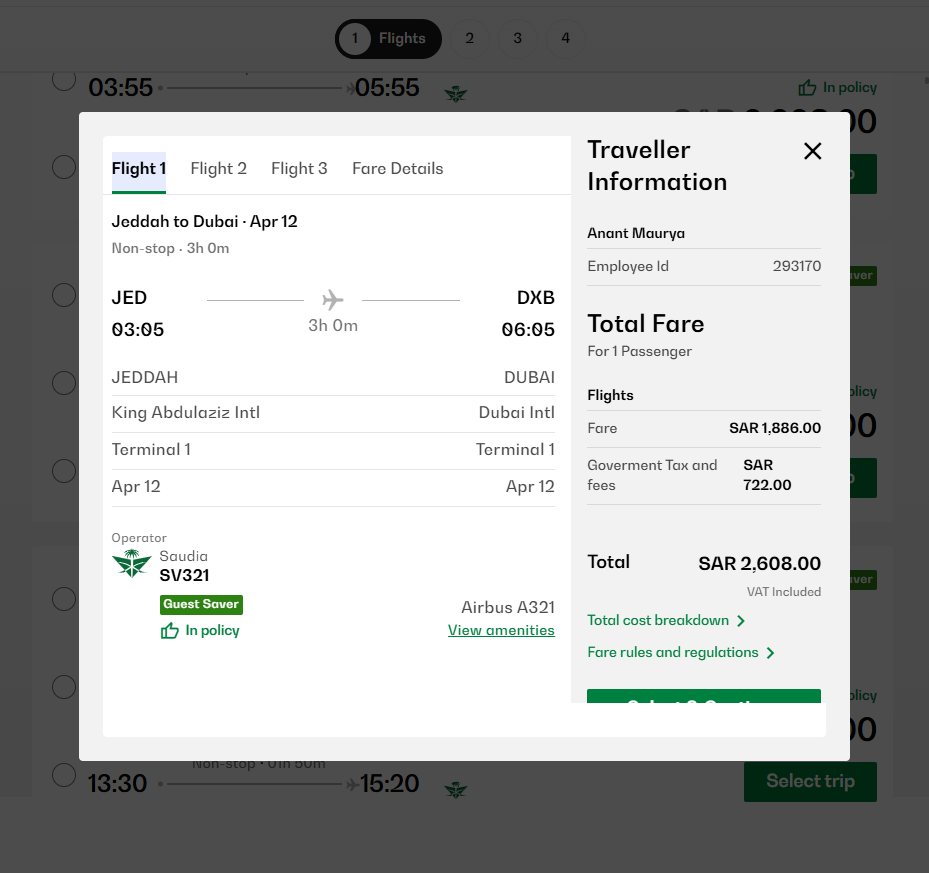 1 Flights 2 3 4
03:55 05:55
In policy
Flight 1 Flight 2 Flight 3 Fare Details
Jeddah to Dubai · Apr 12
Non-stop · 3h 0m
JED DXB
03:05 3h 0m 06:05
JEDDAH DUBAI
King Abdulaziz Intl Dubai Intl
Terminal 1 Terminal 1
Apr 12 Apr 12
Operator
Saudia
SV321
Guest Saver
Airbus A321
In policy
View amenities
Traveller
Information
Anant Maurya
Employee Id 293170
Total Fare
For 1 Passenger
Flights
Fare SAR 1,886.00
Goverment Tax and
fees
SAR
722.00
Total SAR 2,608.00
VAT Included
Total cost breakdown
Fare rules and regulations
Non-stop · 01h 50m
13:30 15:20
Select trip